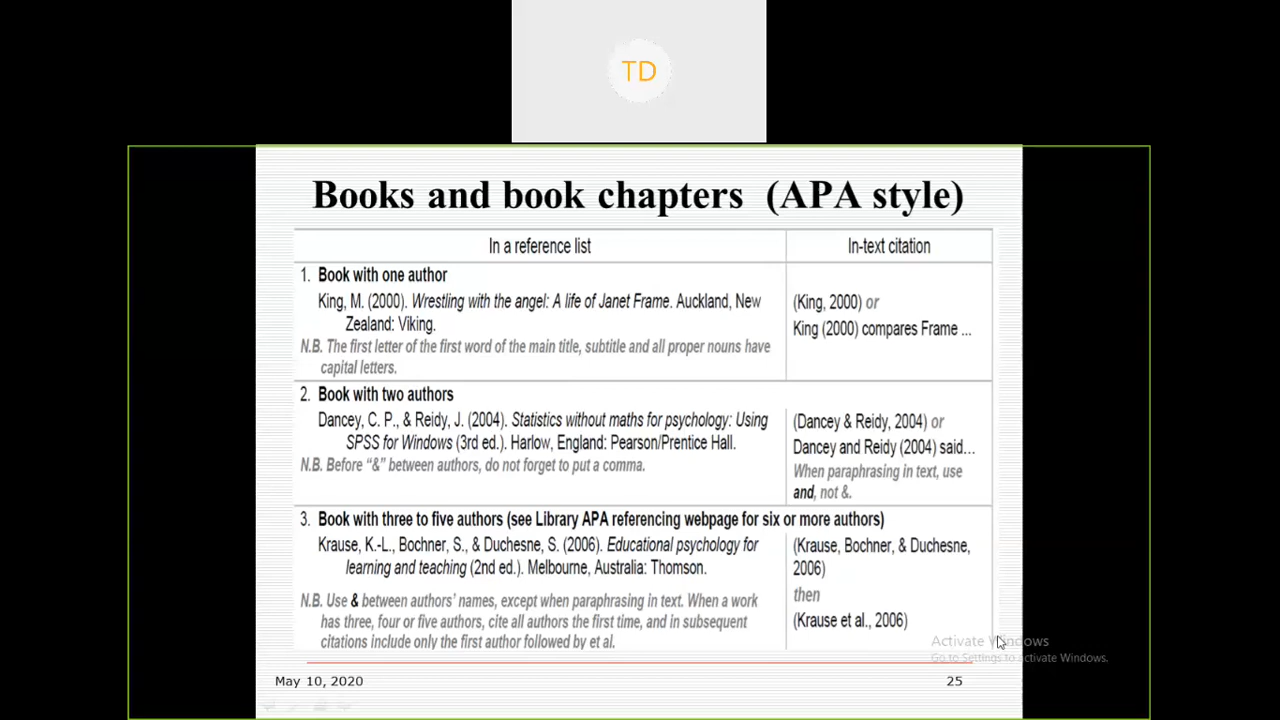 TD
Books and book chapters (APA style)
In a reference list
In-text citation
1. Book with one author
King, M. (2000). Wrestling with the angel: A life of Janet Frame. Auckland, New
Zealand: Viking.
N.B. The first letter of the first word of the main title, subtitle and all proper nouns have
capital letters.
(King, 2000) or
King (2000) compares Frame ...
2. Book with two authors
Dancey, C. P., & Reidy, J. (2004). Statistics without maths for psychology: Using
SPSS for Windows (3rd ed.). Harlow, England: Pearson/Prentice Hall.
N.B. Before “&” between authors, do not forget to put a comma.
(Dancey & Reidy, 2004) or
Dancey and Reidy (2004) said…
When paraphrasing in text, use
and, not &.
3. Book with three to five authors (see Library APA referencing webpage for six or more authors)
Krause, K.-L., Bochner, S., & Duchesne, S. (2006). Educational psychology for
learning and teaching (2nd ed.). Melbourne, Australia: Thomson.
N.B. Use & between authors’ names, except when paraphrasing in text. When a work
has three, four or five authors, cite all authors the first time, and in subsequent
citations include only the first author followed by et al.
(Krause, Bochner, & Duchesne,
2006)
then
(Krause et al., 2006)
Activate Windows
Go to Settings to activate Windows.
May 10, 2020
25